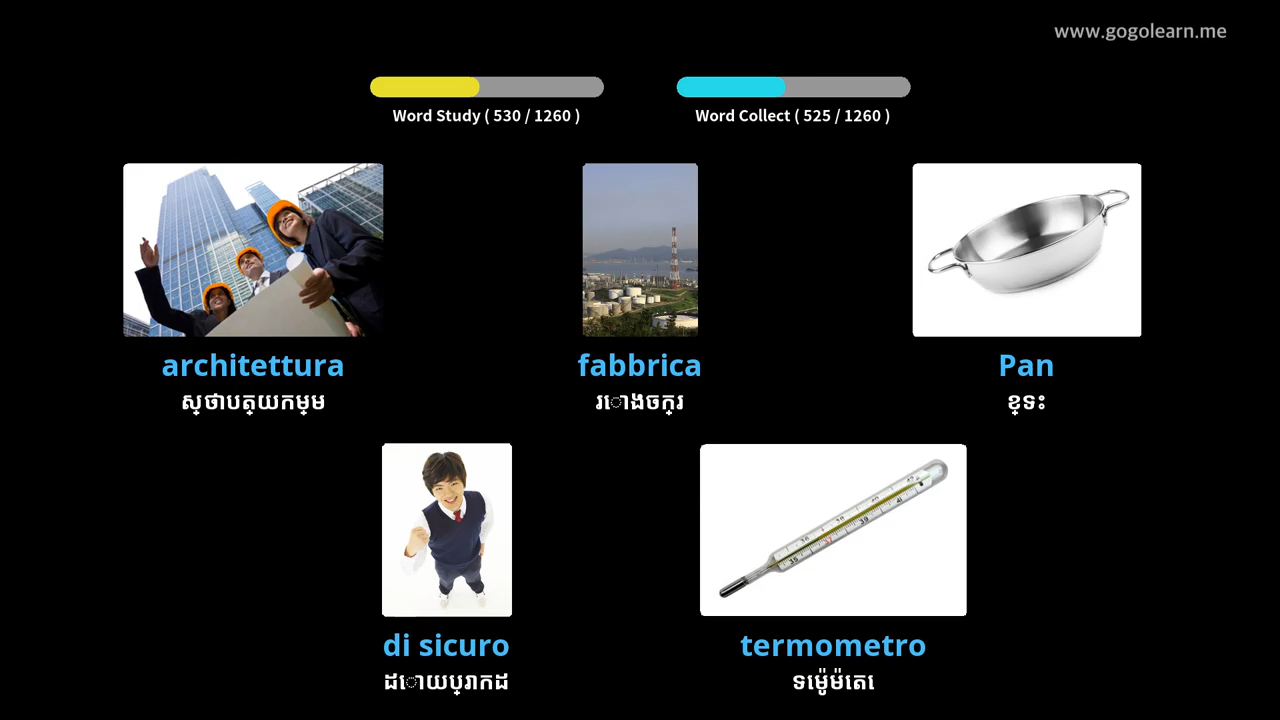 www.gogolearn.me
Word Study ( 530 / 1260 )
Word Collect ( 525 / 1260 )
architettura
fabbrica
Pan
ស្ថាបត្យកម្ម
រោងចក្រ
ខ្ទះ
di sicuro
termometro
ដោយប្រាកដ
ទម៉ូម៉ែត